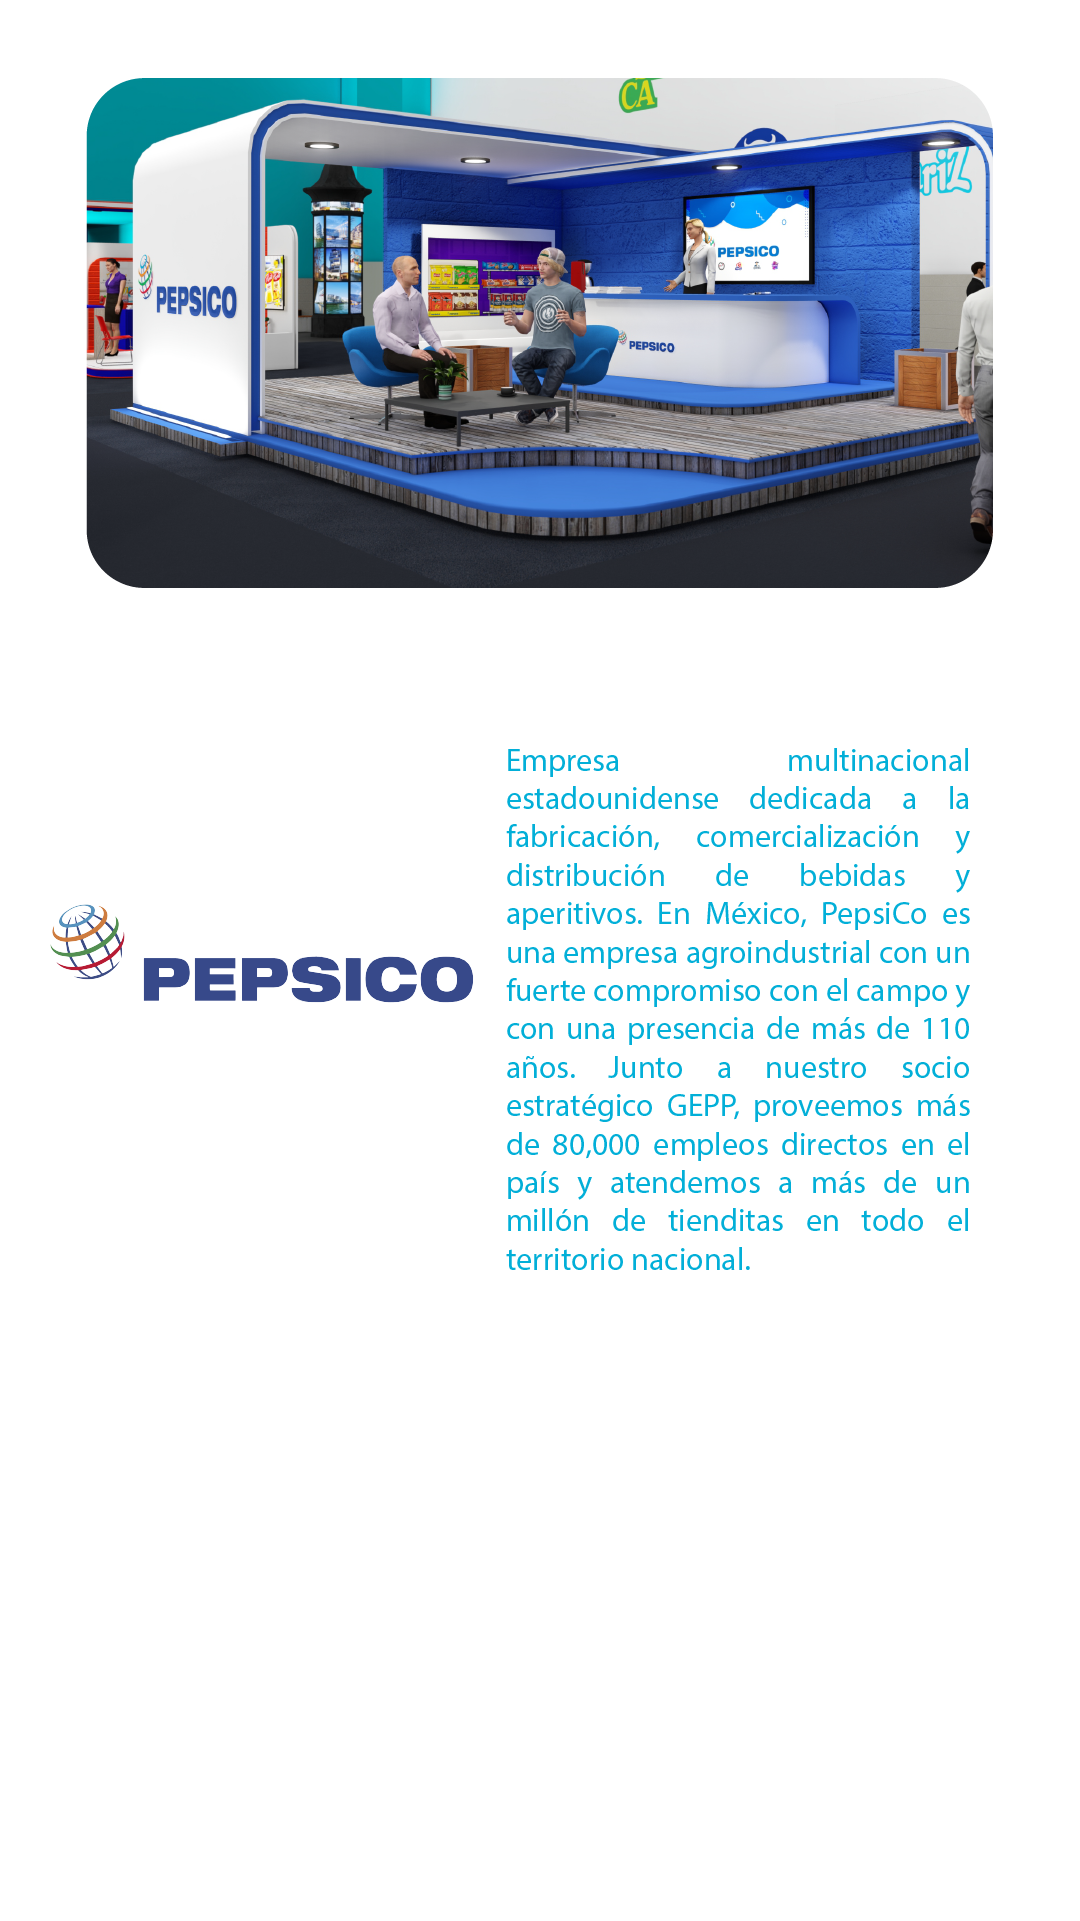 CA
riz
PEPSICO
PEPSICO
PEPSICO
Empresa multinacional
estadounidense dedicada a la
fabricación, comercialización y
distribución de bebidas y
aperitivos. En México, PepsiCo es
una empresa agroindustrial con un
fuerte compromiso con el campo y
con una presencia de más de 110
años. Junto a nuestro socio
estratégico GEPP, proveemos más
de 80,000 empleos directos en el
país y atendemos a más de un
millón de tienditas en todo el
territorio nacional.
PEPSICO